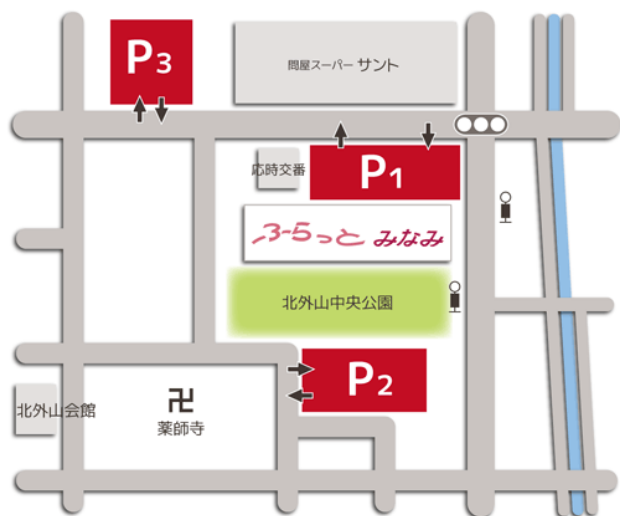 P3
問屋スーパー サント
応時交番
P1
ふらっと みなみ
北外山中央公園
P2
北外山会館
卍
薬師寺